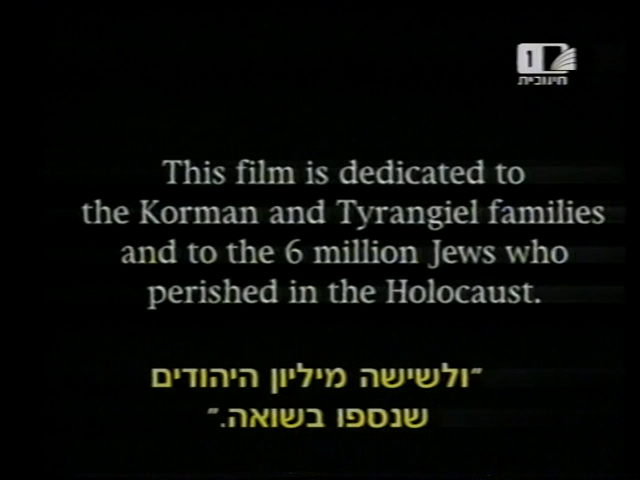 1
חינוכית
This film is dedicated to
the Korman and Tyrangiel families
and to the 6 million Jews who
perished in the Holocaust.
"ולשישה מיליון היהודים
שנספו בשואה."